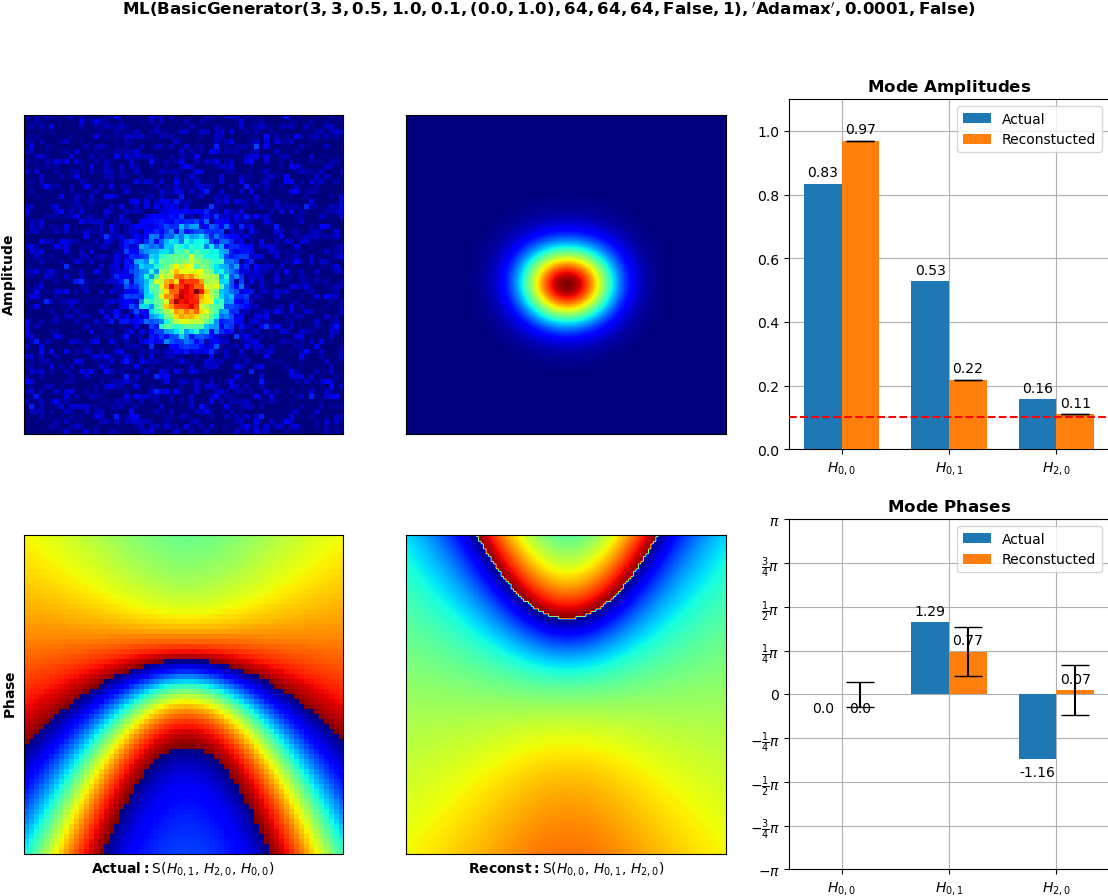 ML(BasicGenerator(3, 3, 0.5, 1.0, 0.1, (0.0, 1.0), 64, 64, 64, False, 1), ′Adamax′, 0.0001, False)
Amplitude
Mode Amplitudes
Actual
Reconstucted
1.0
0.8
0.6
0.4
0.2
0.0
0.83
0.97
0.53
0.22
0.16
0.11
H0,0
H0,1
H2,0
Phase
Actual: S(H0,1, H2,0, H0,0)
Reconst: S(H0,0, H0,1, H2,0)
Mode Phases
Actual
Reconstucted
π
3/4π
1/2π
1/4π
0
−1/4π
−1/2π
−3/4π
−π
0.0
0.0
1.29
0.77
-1.16
0.07
H0,0
H0,1
H2,0